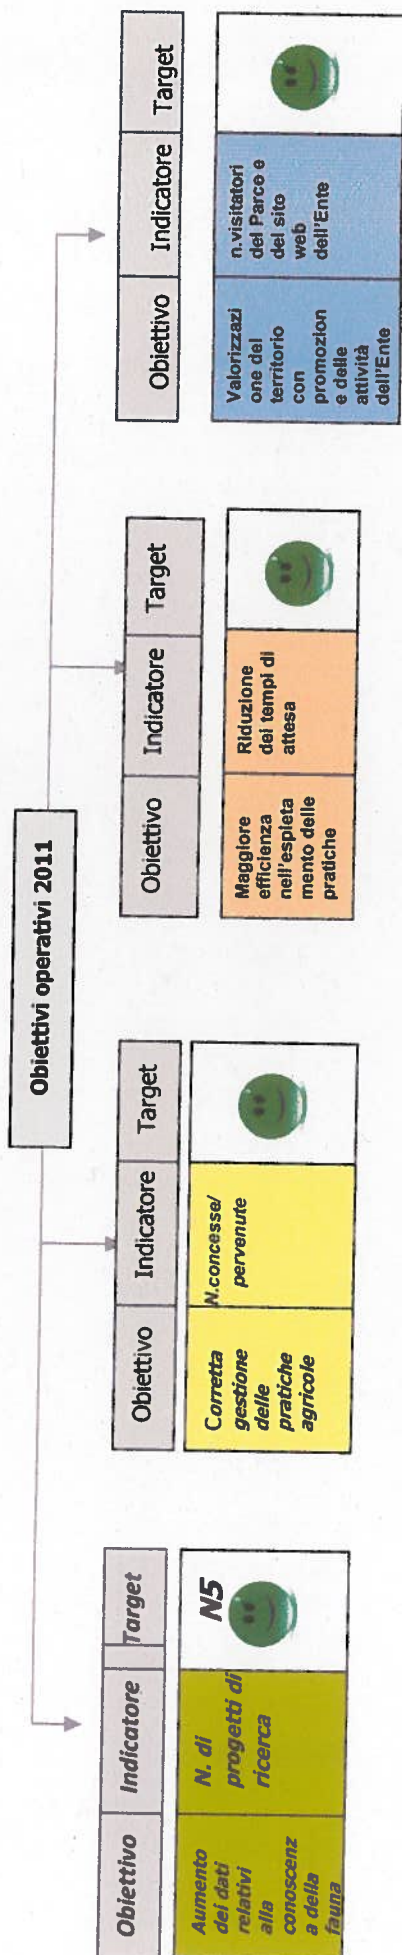 Obiettivi operativi 2011
Obiettivo Indicatore Target
Aumento
dei dati
relativi
alla
conoscenz
a della
fauna
N. di
progetti di
ricerca
N5
Obiettivo Indicatore Target
Corretta
gestione
delle
pratiche
agricole
N.concesse/
pervenute
Obiettivo Indicatore Target
Maggiore
efficienza
nell'espleta
mento delle
pratiche
Riduzione
dei tempi di
attesa
Obiettivo Indicatore Target
Valorizzazi
one del
territorio
con
promozion
e delle
attività
dell'Ente
n.visitatori
del Parco e
del sito
web
dell'Ente